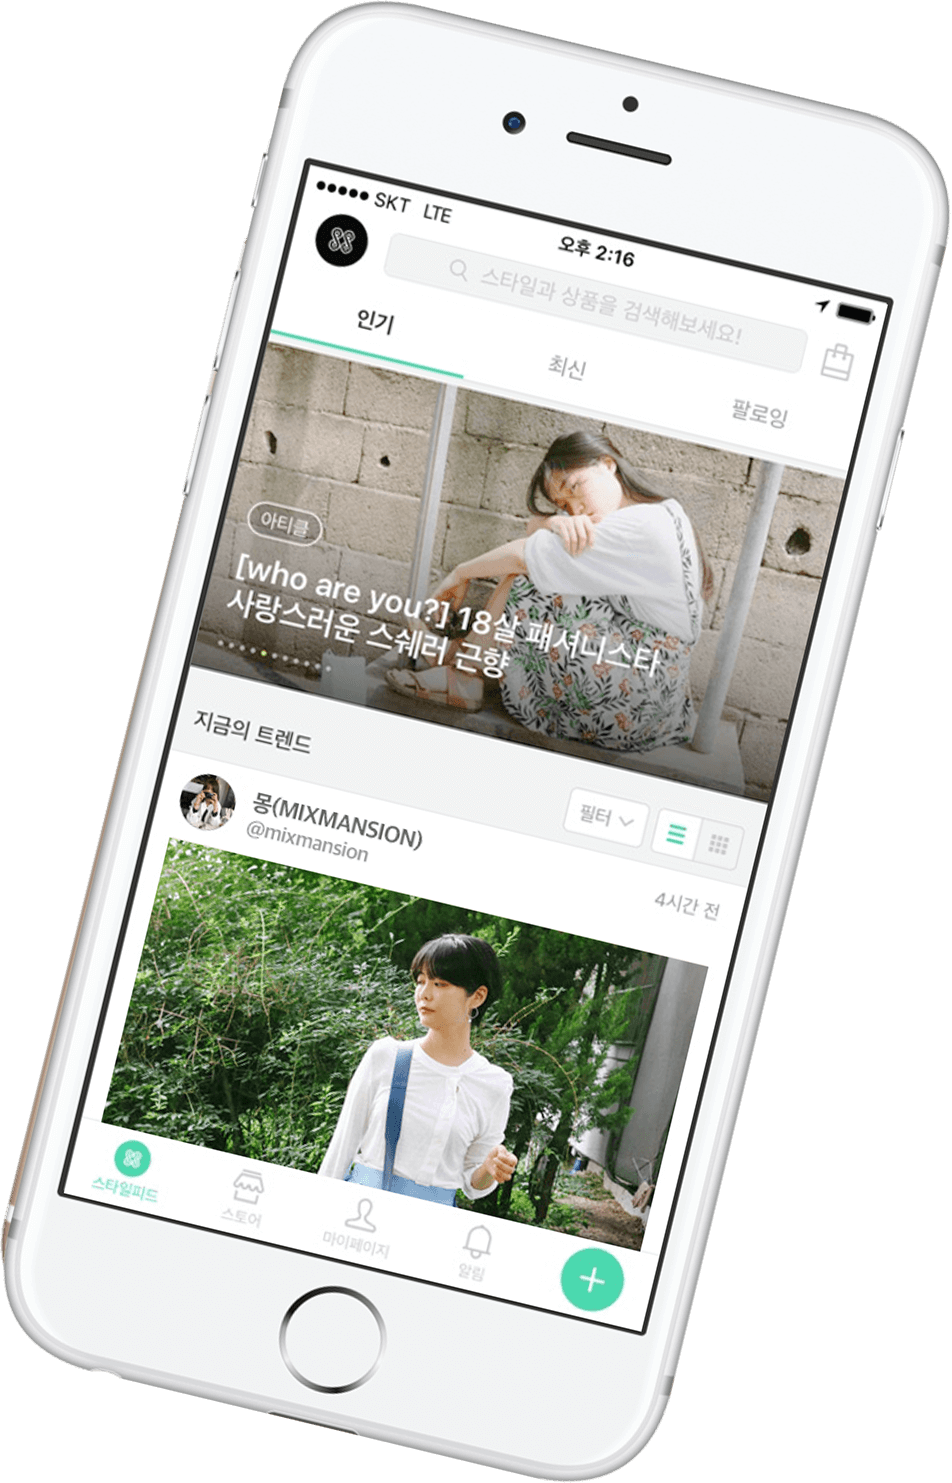 SKT LTE
오후 2:16
SS
스타일과 상품을 검색해보세요!
인기
최신
팔로잉
아티클
[who are you?] 18살 패셔니스타
사랑스러운 스쉐러 근향
지금의 트렌드
필터
몽(MIXMANSION)
@mixmansion
4시간 전
SS
스타일피드
스토어
마이페이지
알림